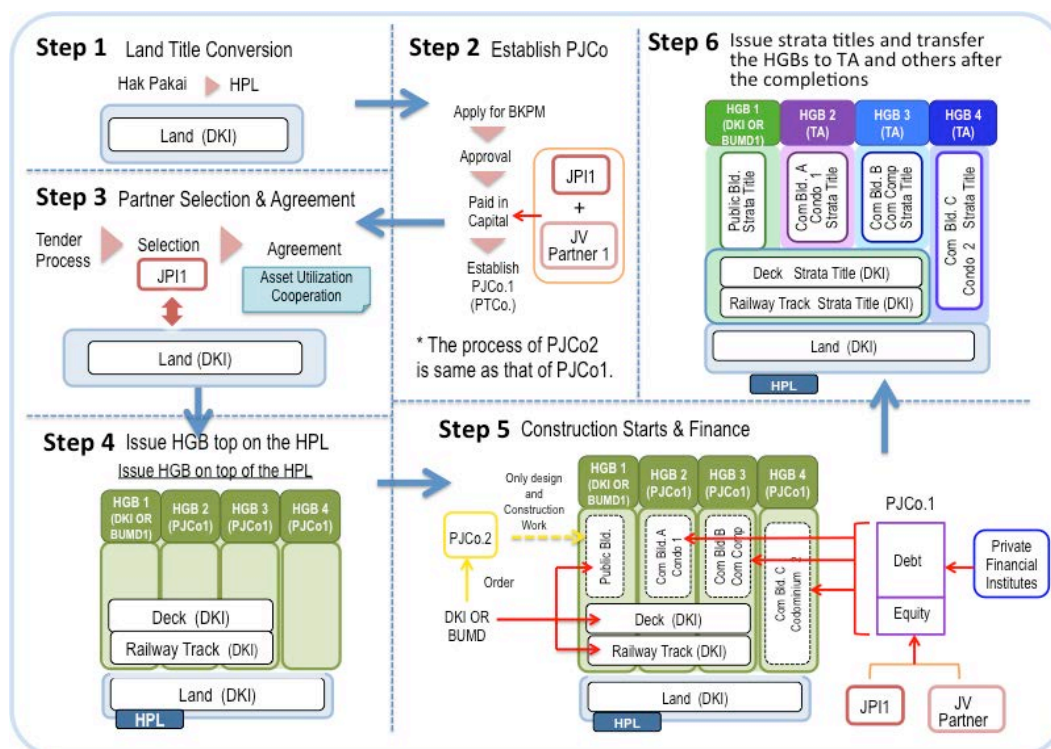 Step 1 Land Title Conversion
Hak Pakai HPL
Land (DKI)
Step 2 Establish PJCo
Apply for BKPM
Approval
Paid in
Capital
Establish
PJCo.1
(PTCo.)
JPI1
+
JV
Partner 1
* The process of PJCo2
is same as that of PJCo1.
Step 3 Partner Selection & Agreement
Tender
Process
Selection
JPI1
Agreement
Asset Utilization
Cooperation
Land (DKI)
Step 4 Issue HGB top on the HPL
Issue HGB on top of the HPL
HGB 1
(DKI OR
BUMD1)
HGB 2
(PJCo1)
HGB 3
(PJCo1)
HGB 4
(PJCo1)
Deck (DKI)
Railway Track (DKI)
Land (DKI)
HPL
Step 5 Construction Starts & Finance
Only design
and
Construction
Work
PJCo.2
Order
DKI OR
BUMD
HGB 1
(DKI OR
BUMD1)
HGB 2
(PJCo1)
HGB 3
(PJCo1)
HGB 4
(PJCo1)
Public Bld.
Com Bld. A
Condo 1
Com Bld. B
Com Comp
Com Bld. C
Codominium 2
Deck (DKI)
Railway Track (DKI)
Land (DKI)
HPL
PJCo.1
Debt
Equity
Private
Financial
Institutes
JPI1
JV
Partner
Step 6 Issue strata titles and transfer
the HGBs to TA and others after
the completions
HGB 1
(DKI OR
BUMD1)
HGB 2
(TA)
HGB 3
(TA)
HGB 4
(TA)
Public Bld.
Strata Title
Com Bld. A
Condo 1
Strata Title
Com Bld. B
Com Comp
Strata Title
Com Bld. C
Condo 2 Strata Title
Deck Strata Title (DKI)
Railway Track Strata Title (DKI)
Land (DKI)
HPL